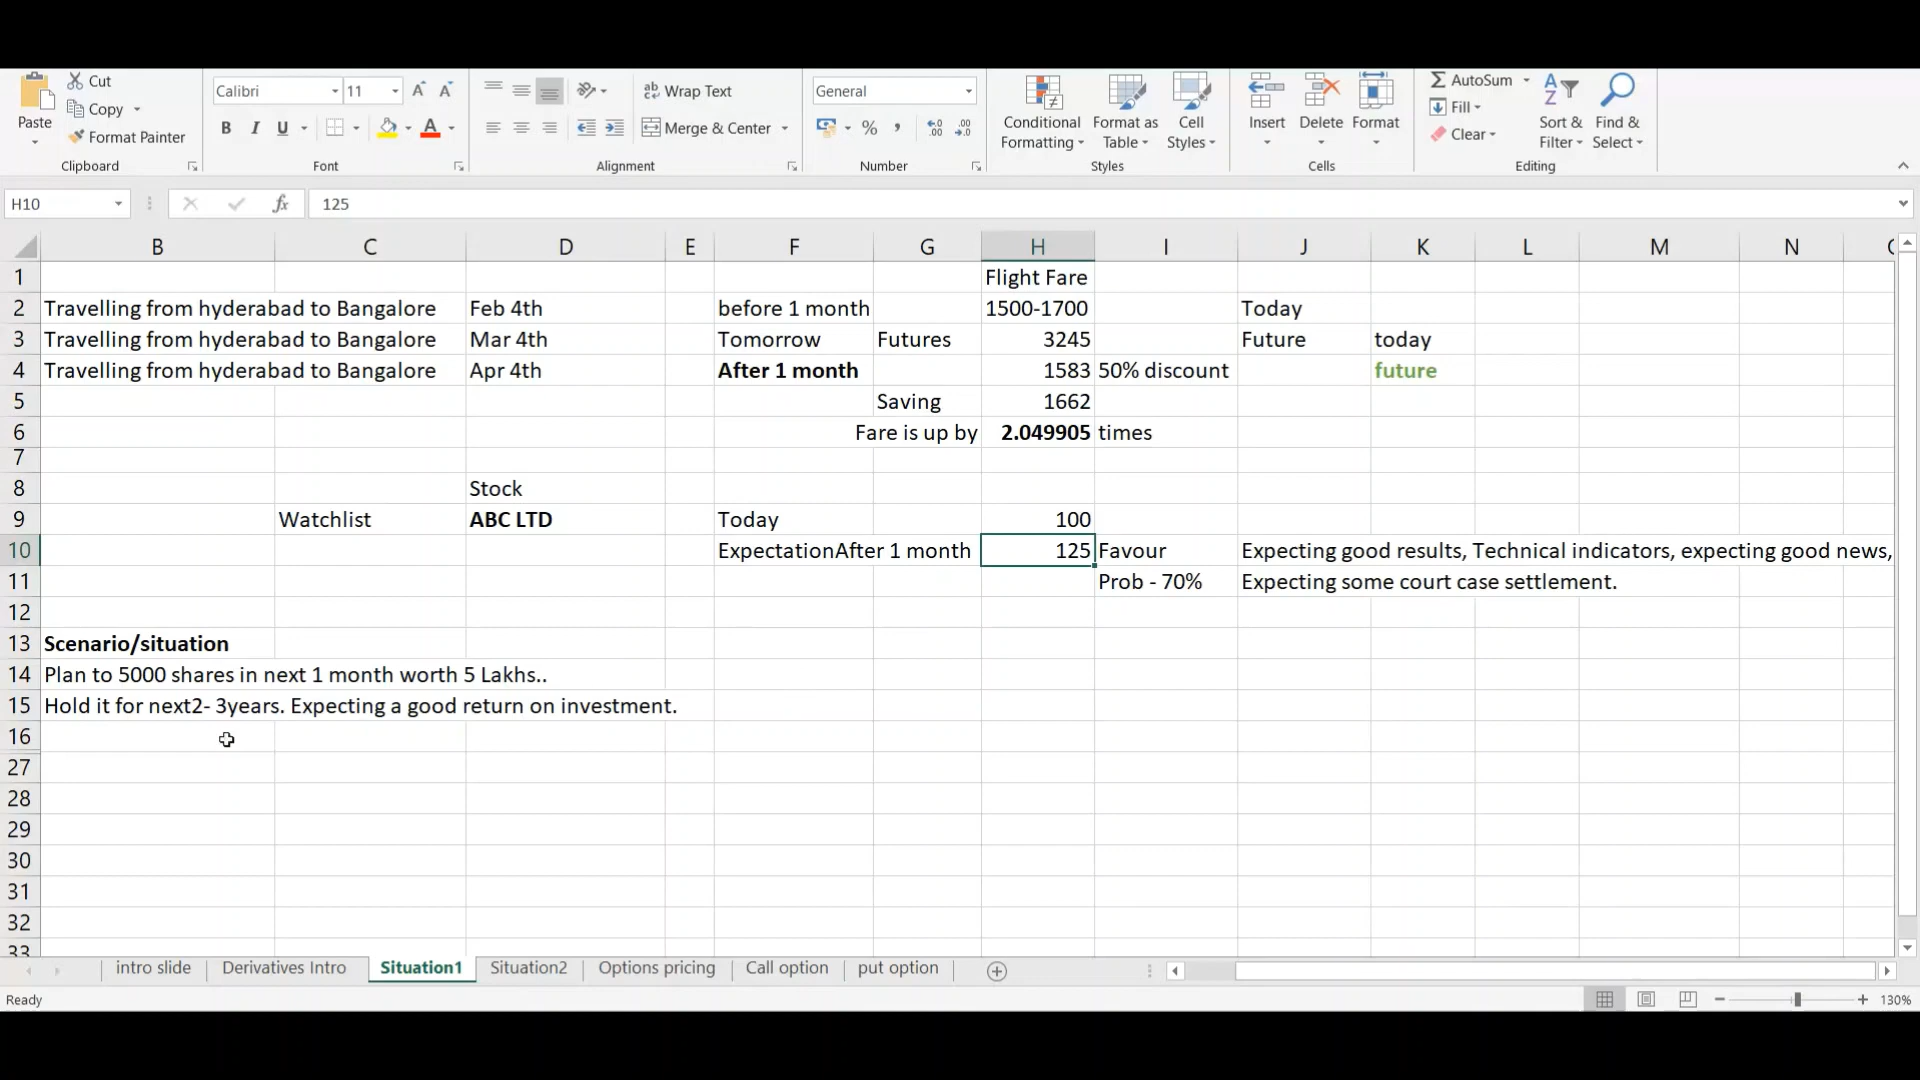 Cut
Copy
Format Painter
Paste
Clipboard
Calibri 11
B I U A
Font
Wrap Text
Merge & Center
Alignment
General
%
Number
Conditional Formatting
Format as Table
Cell Styles
Styles
Insert
Delete
Format
Cells
AutoSum
Fill
Clear
Sort & Filter
Find & Select
Editing
H10 fx 125
B C D E F G H I J K L M N
1 Flight Fare
2 Travelling from hyderabad to Bangalore Feb 4th before 1 month 1500-1700 Today
3 Travelling from hyderabad to Bangalore Mar 4th Tomorrow Futures 3245 Future today
4 Travelling from hyderabad to Bangalore Apr 4th After 1 month 1583 50% discount future
5 Saving 1662
6 Fare is up by 2.049905 times
7
8 Stock
9 Watchlist ABC LTD Today 100
10 ExpectationAfter 1 month 125 Favour Expecting good results, Technical indicators, expecting good news,
11 Prob - 70% Expecting some court case settlement.
12
13 Scenario/situation
14 Plan to 5000 shares in next 1 month worth 5 Lakhs..
15 Hold it for next2- 3years. Expecting a good return on investment.
16
27
28
29
30
31
32
33
intro slide Derivatives Intro Situation1 Situation2 Options pricing Call option put option
Ready 130%